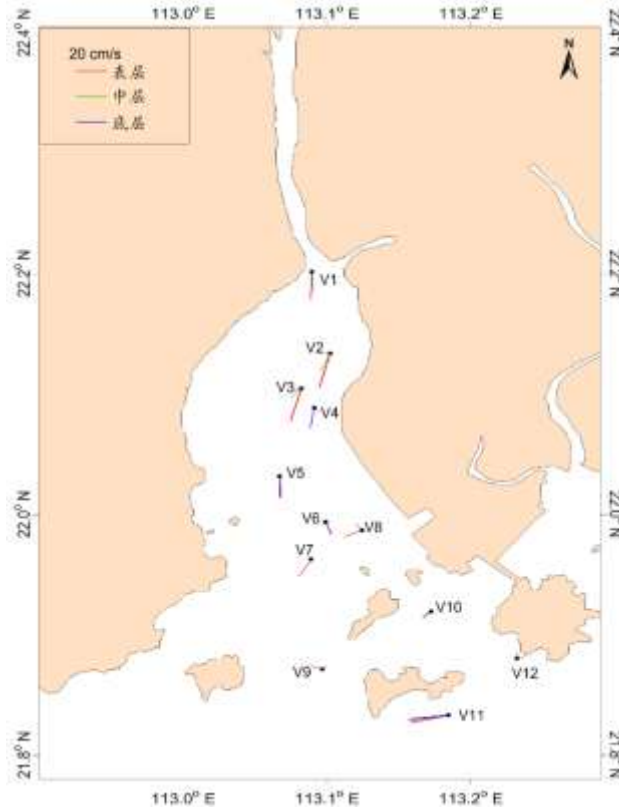 113.0° E 113.1° E 113.2° E
22.4° N 22.4° N
N
20 cm/s
表层
中层
底层
22.2° N 22.2° N
V1
V2
V3
V4
V5
22.0° N 22.0° N
V6
V8
V7
V10
V9
V12
V11
21.8° N 21.8° N
113.0° E 113.1° E 113.2° E